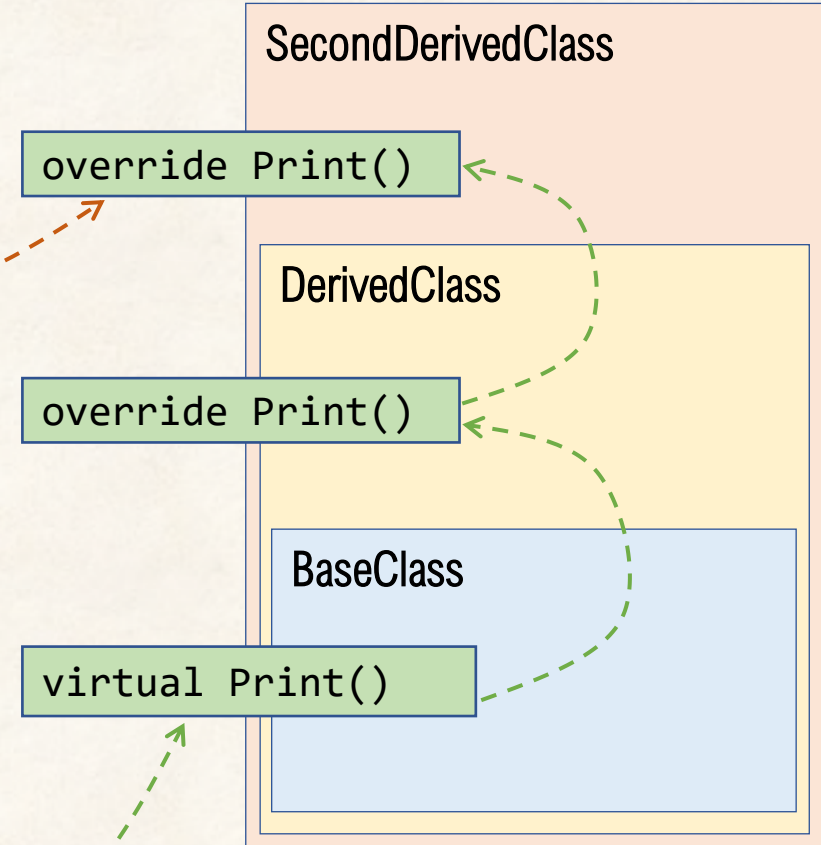 SecondDerivedClass
override Print()
DerivedClass
override Print()
BaseClass
virtual Print()